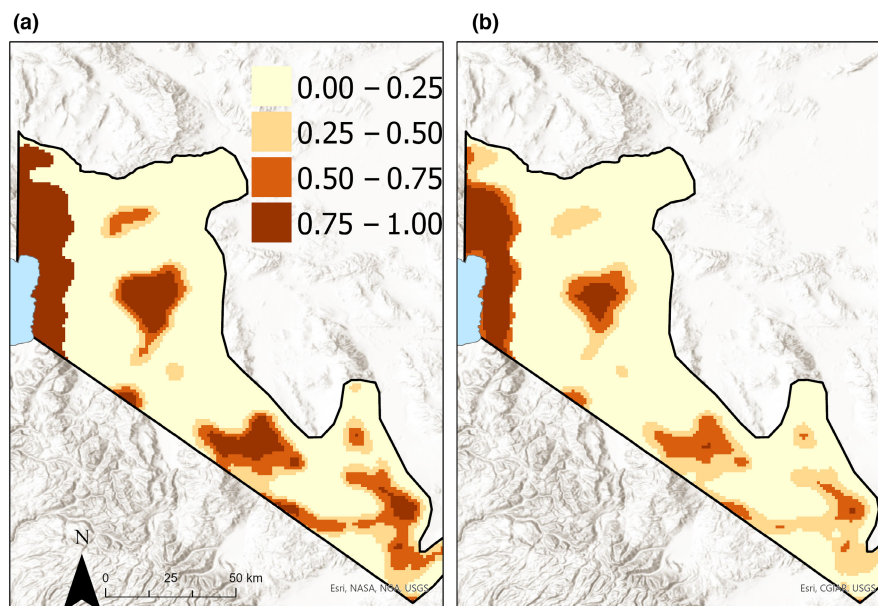 (a)
(b)
0.00 – 0.25
0.25 – 0.50
0.50 – 0.75
0.75 – 1.00
N
0 25 50 km
Esri, NASA, NGA, USGS
Esri, CGIAR, USGS